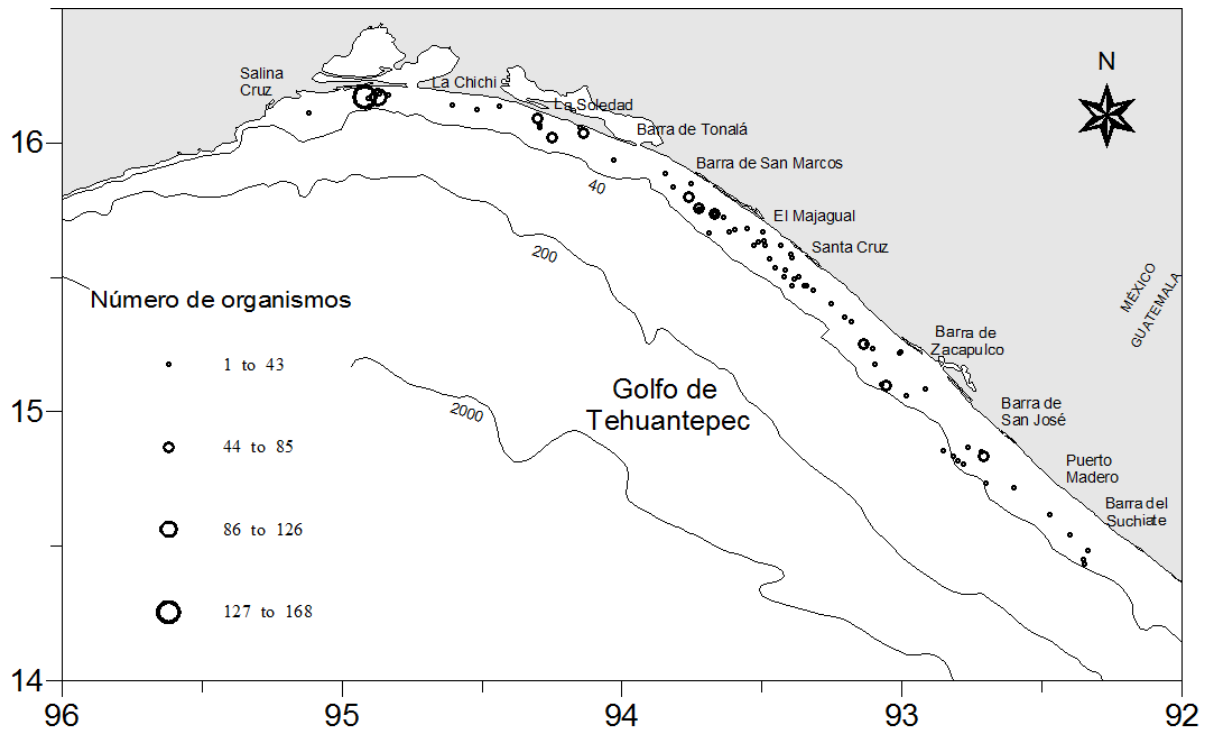 Salina
Cruz
La Chichi
La Soledad
Barra de Tonalá
Barra de San Marcos
El Majagual
Santa Cruz
Barra de
Zacapulco
Barra de
San José
Puerto
Madero
Barra del
Suchiate
N
MÉXICO
GUATEMALA
40
200
2000
Golfo de
Tehuantepec
Número de organismos
1 to 43
44 to 85
86 to 126
127 to 168
16
15
14
96
95
94
93
92